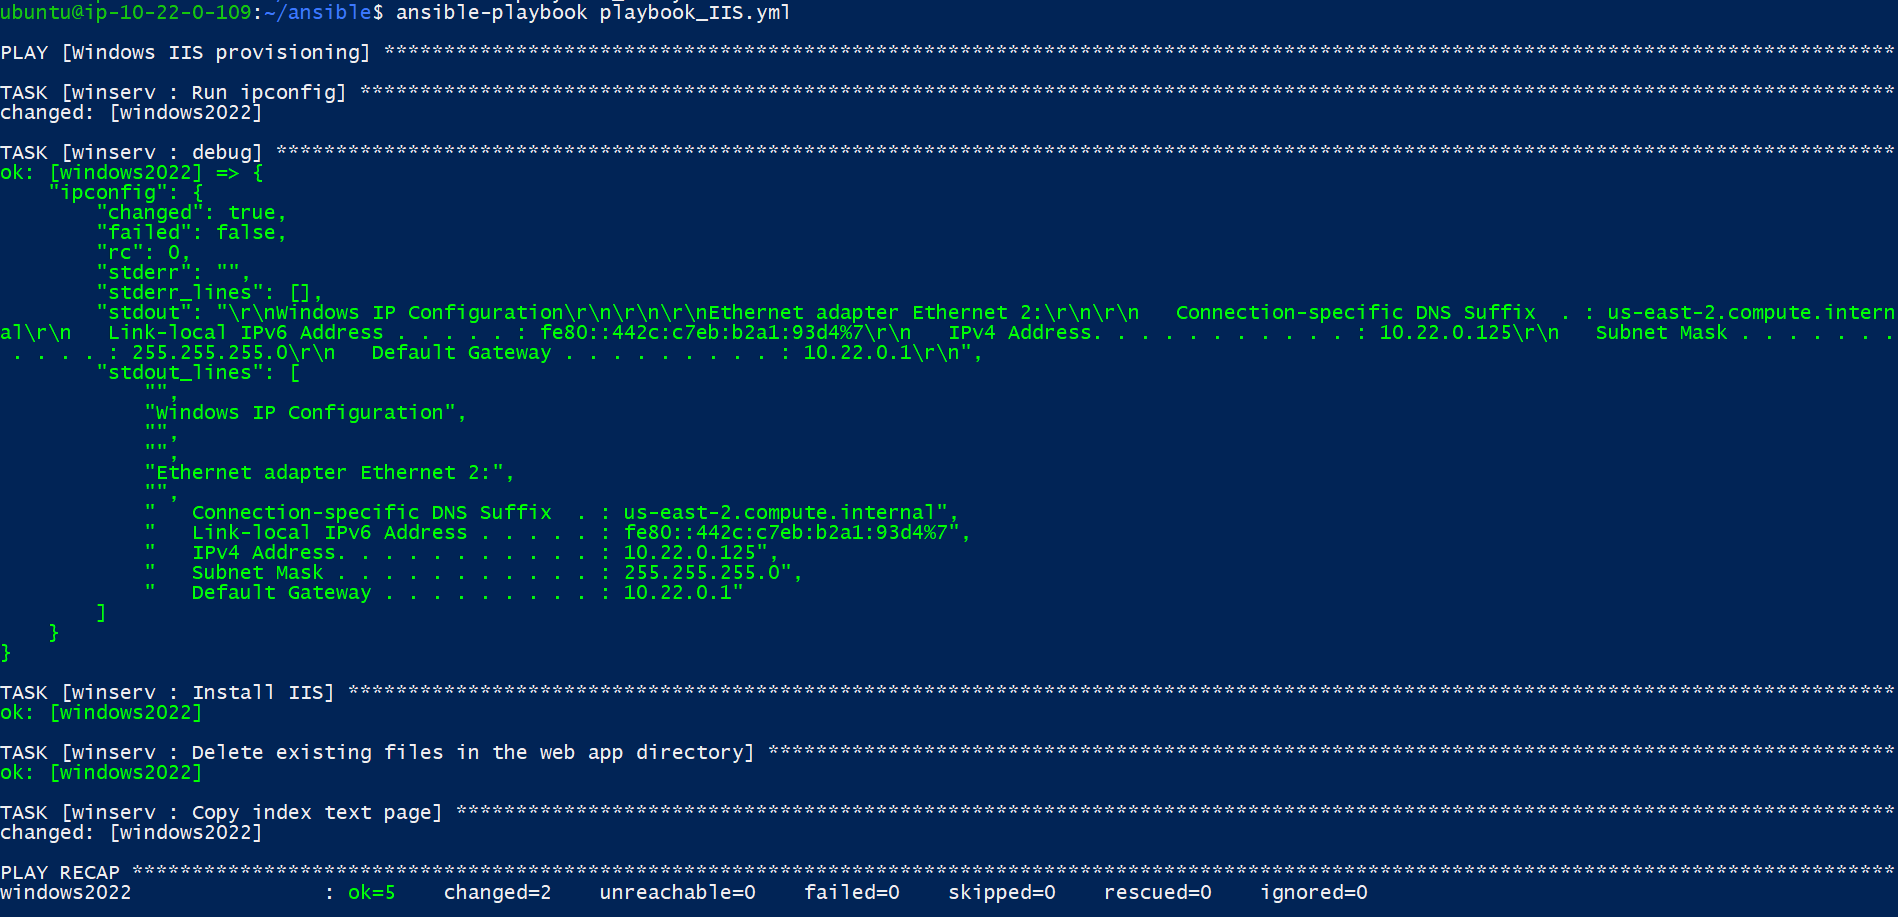 ubuntu@ip-10-22-0-109:~/ansible$ ansible-playbook playbook_IIS.yml
PLAY [Windows IIS provisioning] ******************************************************************************************************************************
TASK [winserv : Run ipconfig] ********************************************************************************************************************************
changed: [windows2022]
TASK [winserv : debug] ***************************************************************************************************************************************
ok: [windows2022] => {
    "ipconfig": {
        "changed": true,
        "failed": false,
        "rc": 0,
        "stderr": "",
        "stderr_lines": [],
        "stdout": "\r\nWindows IP Configuration\r\n\r\n\r\nEthernet adapter Ethernet 2:\r\n\r\n   Connection-specific DNS Suffix  . : us-east-2.compute.intern
al\r\n   Link-local IPv6 Address . . . . . : fe80::442c:c7eb:b2a1:93d4%7\r\n   IPv4 Address. . . . . . . . . . . : 10.22.0.125\r\n   Subnet Mask . . . . . . .
 . . . . : 255.255.255.0\r\n   Default Gateway . . . . . . . . . : 10.22.0.1\r\n",
        "stdout_lines": [
            "",
            "Windows IP Configuration",
            "",
            "",
            "Ethernet adapter Ethernet 2:",
            "",
            "   Connection-specific DNS Suffix  . : us-east-2.compute.internal",
            "   Link-local IPv6 Address . . . . . : fe80::442c:c7eb:b2a1:93d4%7",
            "   IPv4 Address. . . . . . . . . . . : 10.22.0.125",
            "   Subnet Mask . . . . . . . . . . . : 255.255.255.0",
            "   Default Gateway . . . . . . . . . : 10.22.0.1"
        ]
    }
}
TASK [winserv : Install IIS] *********************************************************************************************************************************
ok: [windows2022]
TASK [winserv : Delete existing files in the web app directory] **********************************************************************************************
ok: [windows2022]
TASK [winserv : Copy index text page] ************************************************************************************************************************
changed: [windows2022]
PLAY RECAP ***************************************************************************************************************************************************
windows2022                : ok=5    changed=2    unreachable=0    failed=0    skipped=0    rescued=0    ignored=0